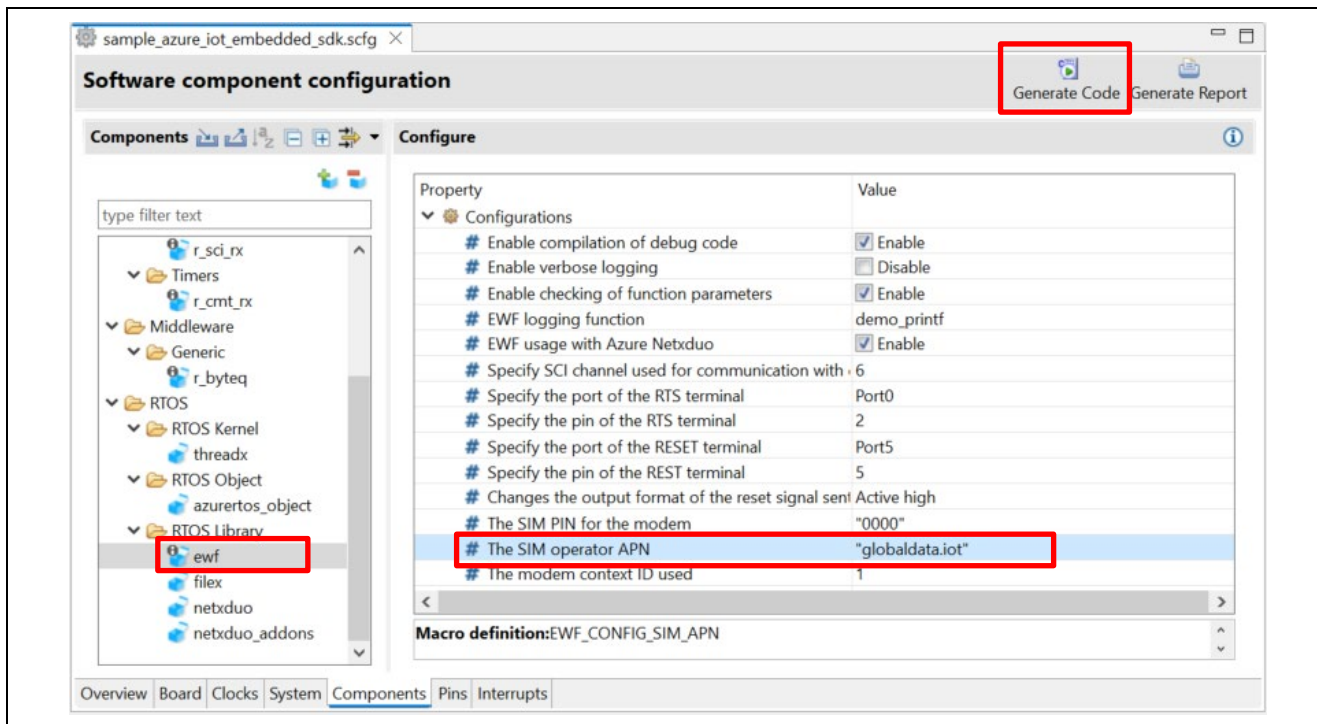 sample_azure_iot_embedded_sdk.scfg
Software component configuration
Generate Code Generate Report
Components
Configure
type filter text
r_sci_rx
Timers
r_cmt_rx
Middleware
Generic
r_byteq
RTOS
RTOS Kernel
threadx
RTOS Object
azurertos_object
RTOS Library
ewf
filex
netxduo
netxduo_addons
Property Value
Configurations
# Enable compilation of debug code Enable
# Enable verbose logging Disable
# Enable checking of function parameters Enable
# EWF logging function demo_printf
# EWF usage with Azure Netxduo Enable
# Specify SCI channel used for communication with 6
# Specify the port of the RTS terminal Port0
# Specify the pin of the RTS terminal 2
# Specify the port of the RESET terminal Port5
# Specify the pin of the REST terminal 5
# Changes the output format of the reset signal sent Active high
# The SIM PIN for the modem "0000"
# The SIM operator APN "globaldata.iot"
# The modem context ID used 1
Macro definition:EWF_CONFIG_SIM_APN
Overview Board Clocks System Components Pins Interrupts